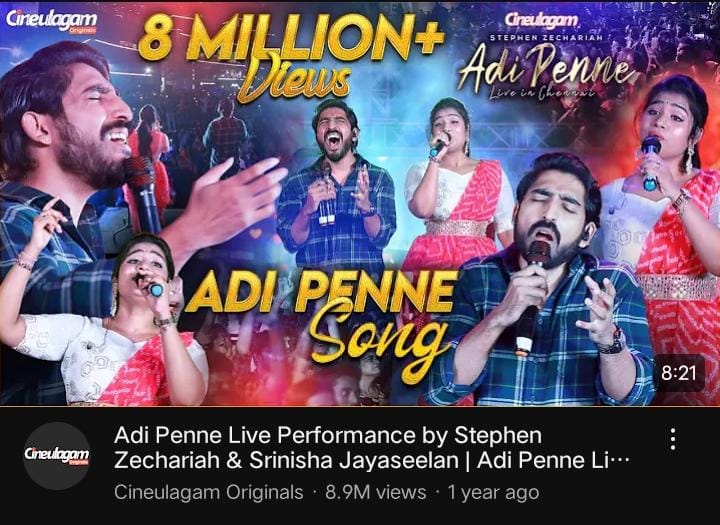 Cineulagam
Originals
8 MILLION+
Views
Cineulagam
STEPHEN ZECHARIAH
Adi Penne
Live in Chennai
ADI PENNE
Song
8:21
Cineulagam
Originals
Adi Penne Live Performance by Stephen
Zechariah & Srinisha Jayaseelan | Adi Penne Li...
Cineulagam Originals · 8.9M views · 1 year ago